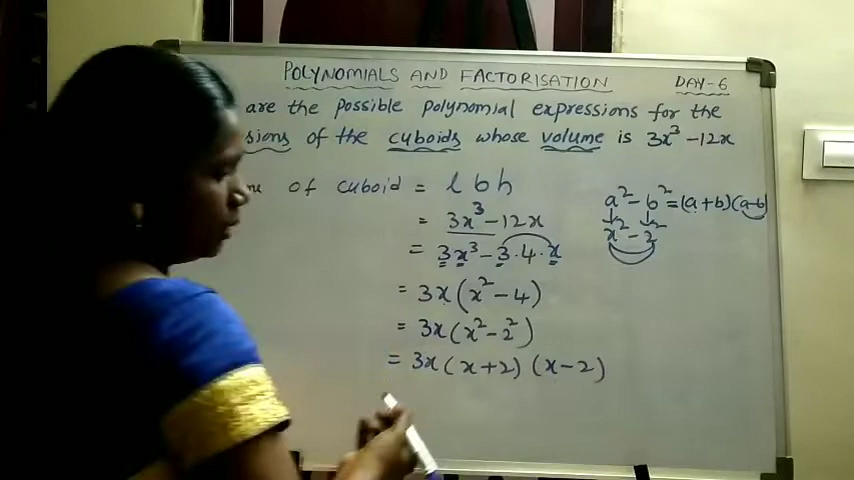 POLYNOMIALS AND FACTORISATION DAY-6
are the possible polynomial expressions for the
sions of the cuboids whose volume is 3x³ - 12x
of cuboid = l b h
= 3x³ - 12x
= 3x³ - 3·4·x
= 3x(x² - 4)
= 3x(x² - 2²)
= 3x(x+2)(x-2)
a² - b² = (a+b)(a-b)
x² - 2²